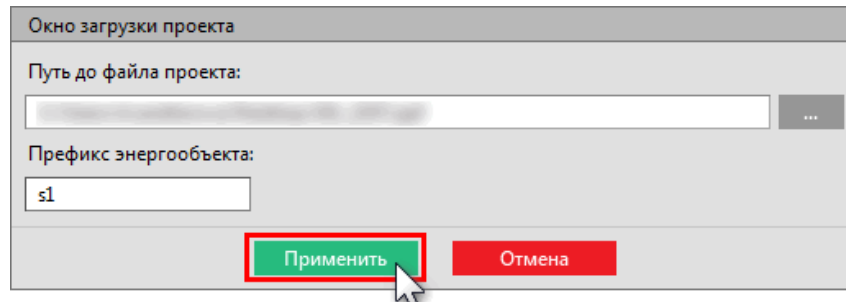 Окно загрузки проекта
Путь до файла проекта:
...
Префикс энергообъекта:
s1
Применить Отмена